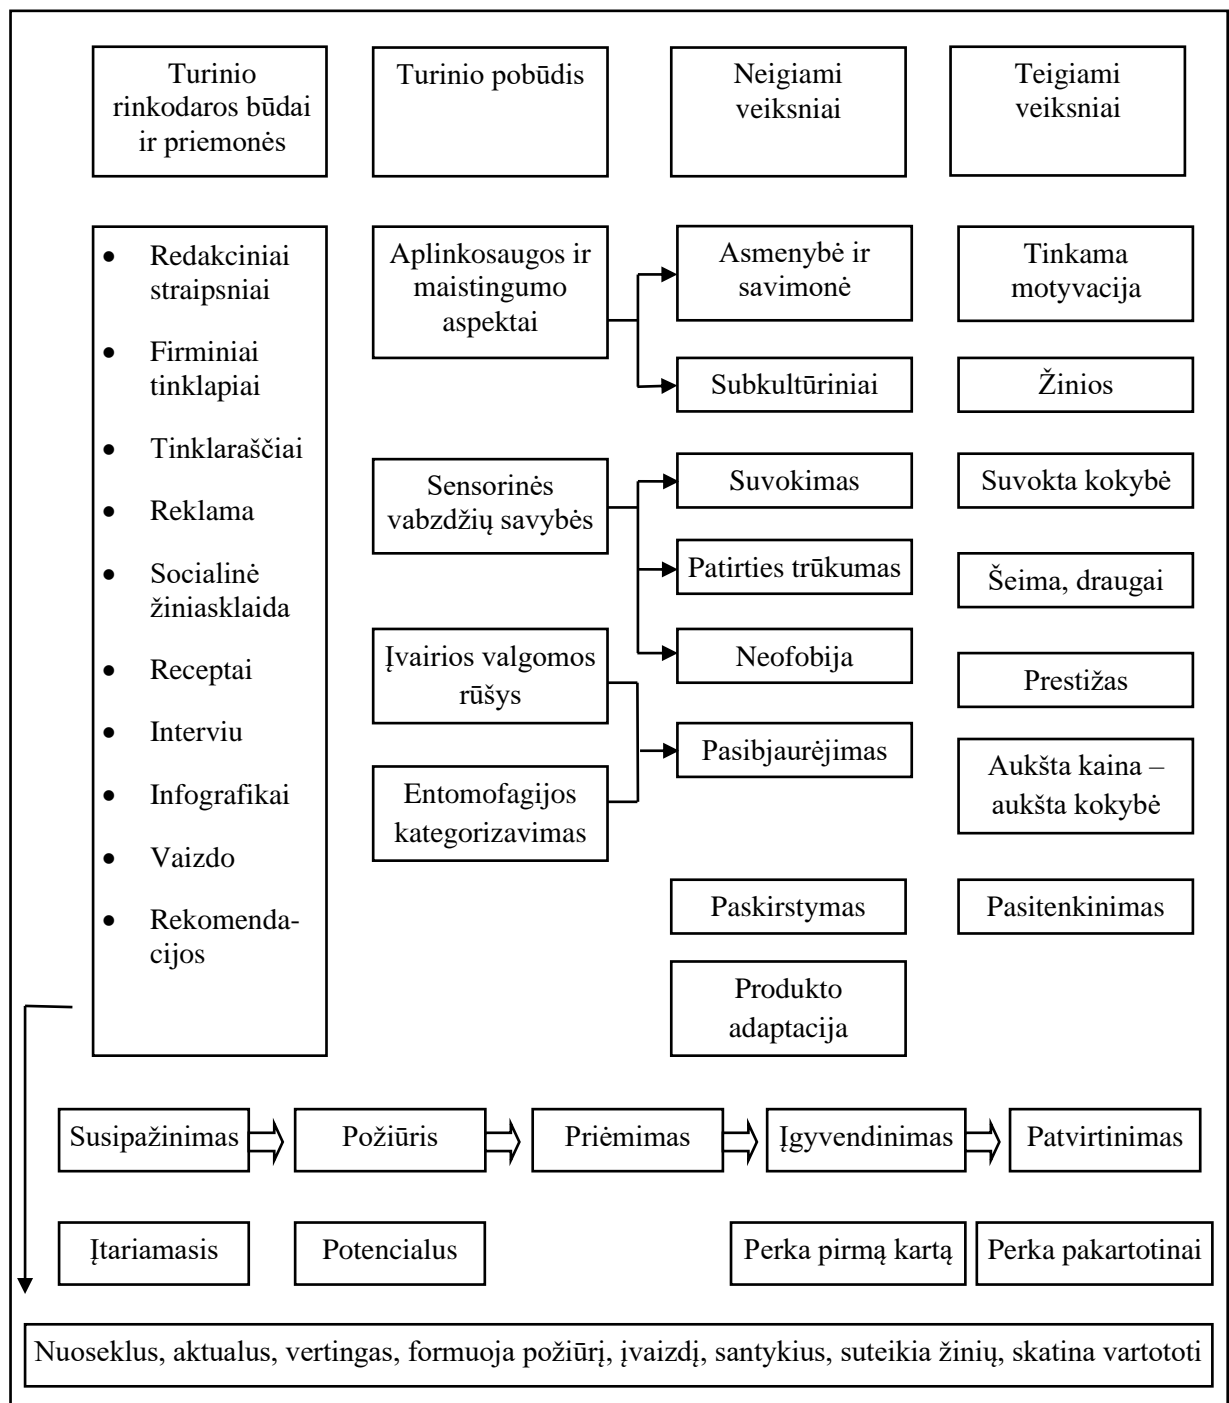 Turinio
rinkodaros būdai
ir priemonės
Turinio pobūdis
Neigiami
veiksniai
Teigiami
veiksniai
• Redakciniai
straipsniai
• Firminiai
tinklapiai
• Tinklaraščiai
• Reklama
• Socialinė
žiniasklaida
• Receptai
• Interviu
• Infografikai
• Vaizdo
• Rekomenda-
cijos
Aplinkosaugos ir
maistingumo
aspektai
Sensorinės
vabzdžių savybės
Įvairios valgomos
rūšys
Entomofagijos
kategorizavimas
Asmenybė ir
savimonė
Subkultūriniai
Suvokimas
Patirties trūkumas
Neofobija
Pasibjaurėjimas
Paskirstymas
Produkto
adaptacija
Tinkama
motyvacija
Žinios
Suvokta kokybė
Šeima, draugai
Prestižas
Aukšta kaina –
aukšta kokybė
Pasitenkinimas
Susipažinimas
Požiūris
Priėmimas
Įgyvendinimas
Patvirtinimas
Įtariamasis
Potencialus
Perka pirmą kartą
Perka pakartotinai
Nuoseklus, aktualus, vertingas, formuoja požiūrį, įvaizdį, santykius, suteikia žinių, skatina vartototi